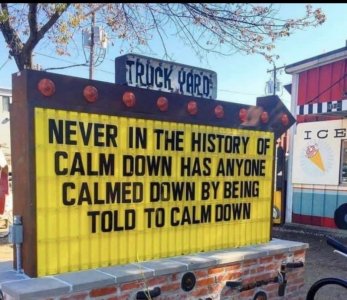 TRUCK YARD
NEVER IN THE HISTORY OF
CALM DOWN HAS ANYONE
CALMED DOWN BY BEING
TOLD TO CALM DOWN
ICE